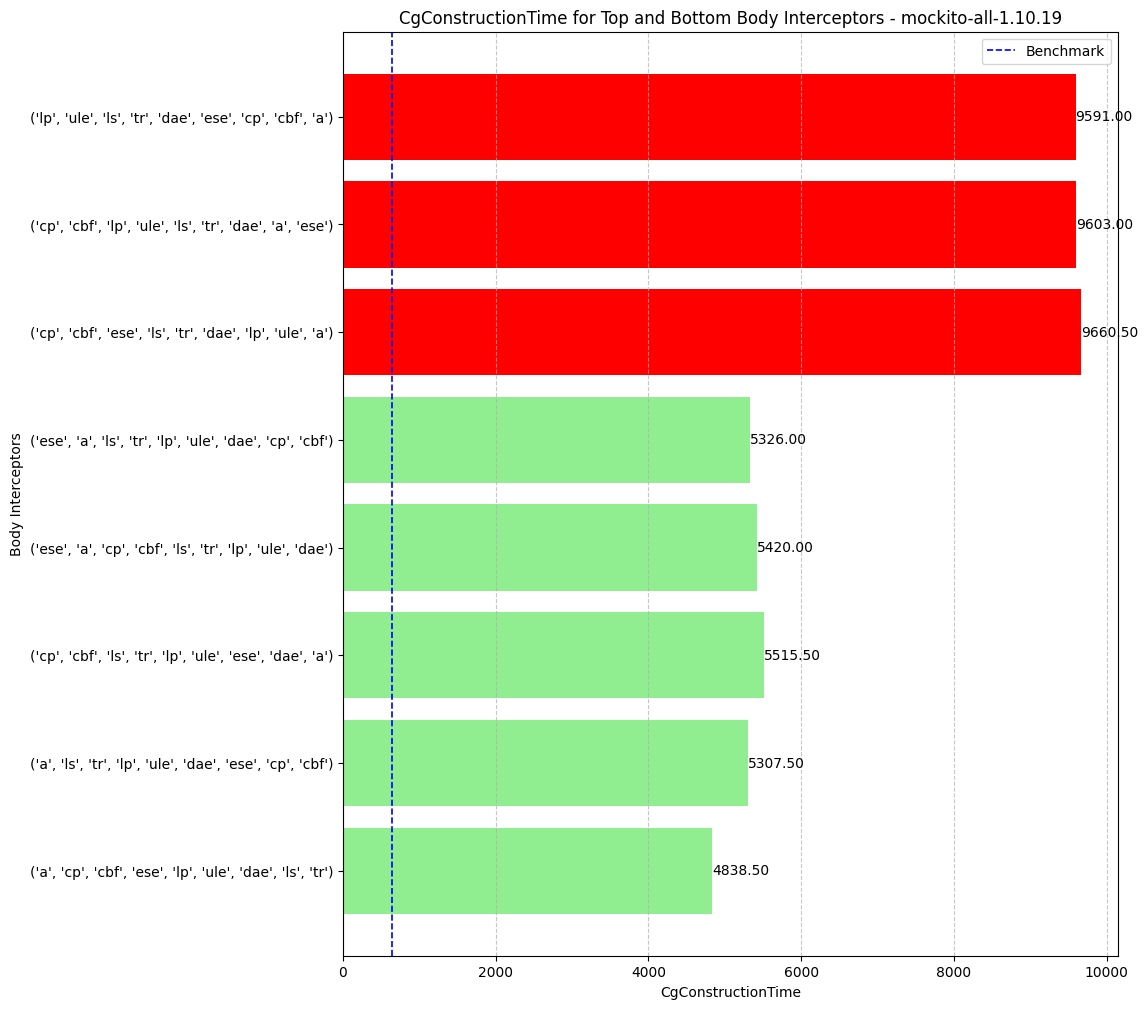 CgConstructionTime for Top and Bottom Body Interceptors - mockito-all-1.10.19
Benchmark
('lp', 'ule', 'ls', 'tr', 'dae', 'ese', 'cp', 'cbf', 'a')
9591.00
('cp', 'cbf', 'lp', 'ule', 'ls', 'tr', 'dae', 'a', 'ese')
9603.00
('cp', 'cbf', 'ese', 'ls', 'tr', 'dae', 'lp', 'ule', 'a')
9660.50
('ese', 'a', 'ls', 'tr', 'lp', 'ule', 'dae', 'cp', 'cbf')
5326.00
('ese', 'a', 'cp', 'cbf', 'ls', 'tr', 'lp', 'ule', 'dae')
5420.00
('cp', 'cbf', 'ls', 'tr', 'lp', 'ule', 'ese', 'dae', 'a')
5515.50
('a', 'ls', 'tr', 'lp', 'ule', 'dae', 'ese', 'cp', 'cbf')
5307.50
('a', 'cp', 'cbf', 'ese', 'lp', 'ule', 'dae', 'ls', 'tr')
4838.50
Body Interceptors
0 2000 4000 6000 8000 10000
CgConstructionTime